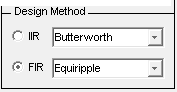 Design Method
IIR Butterworth
FIR Equiripple